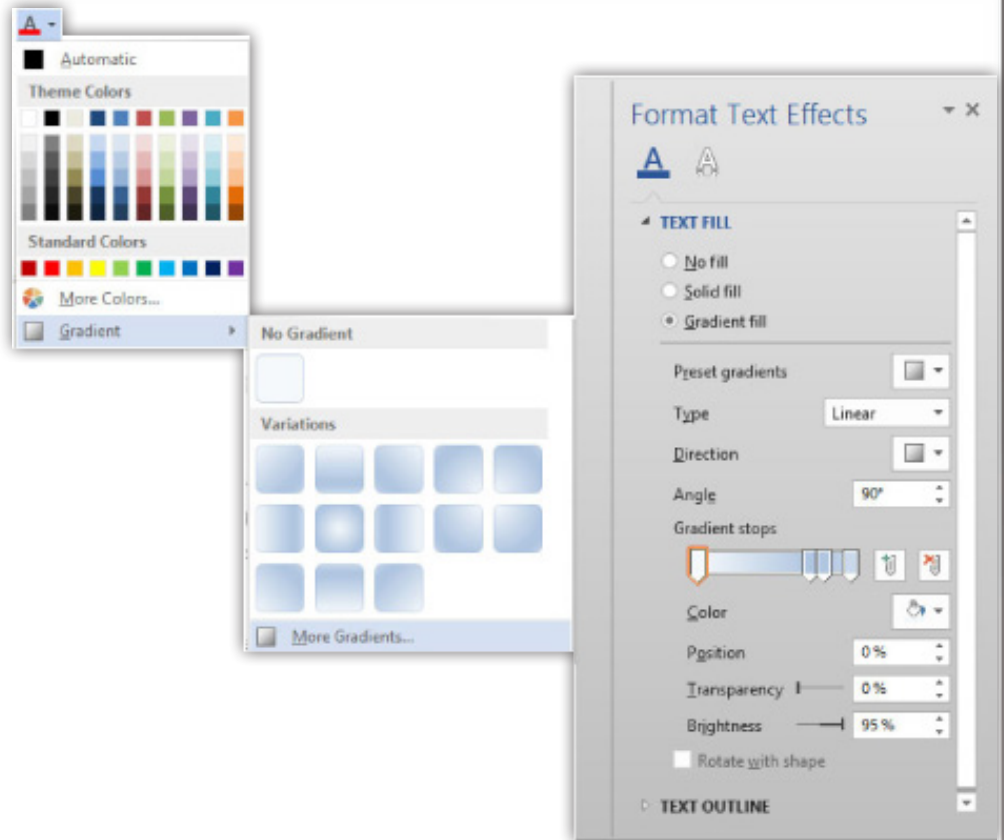 A
Automatic
Theme Colors
Standard Colors
More Colors...
Gradient
No Gradient
Variations
More Gradients...
Format Text Effects
A A
TEXT FILL
No fill
Solid fill
Gradient fill
Preset gradients
Type Linear
Direction
Angle 90°
Gradient stops
Color
Position 0%
Transparency 0%
Brightness 95%
Rotate with shape
TEXT OUTLINE